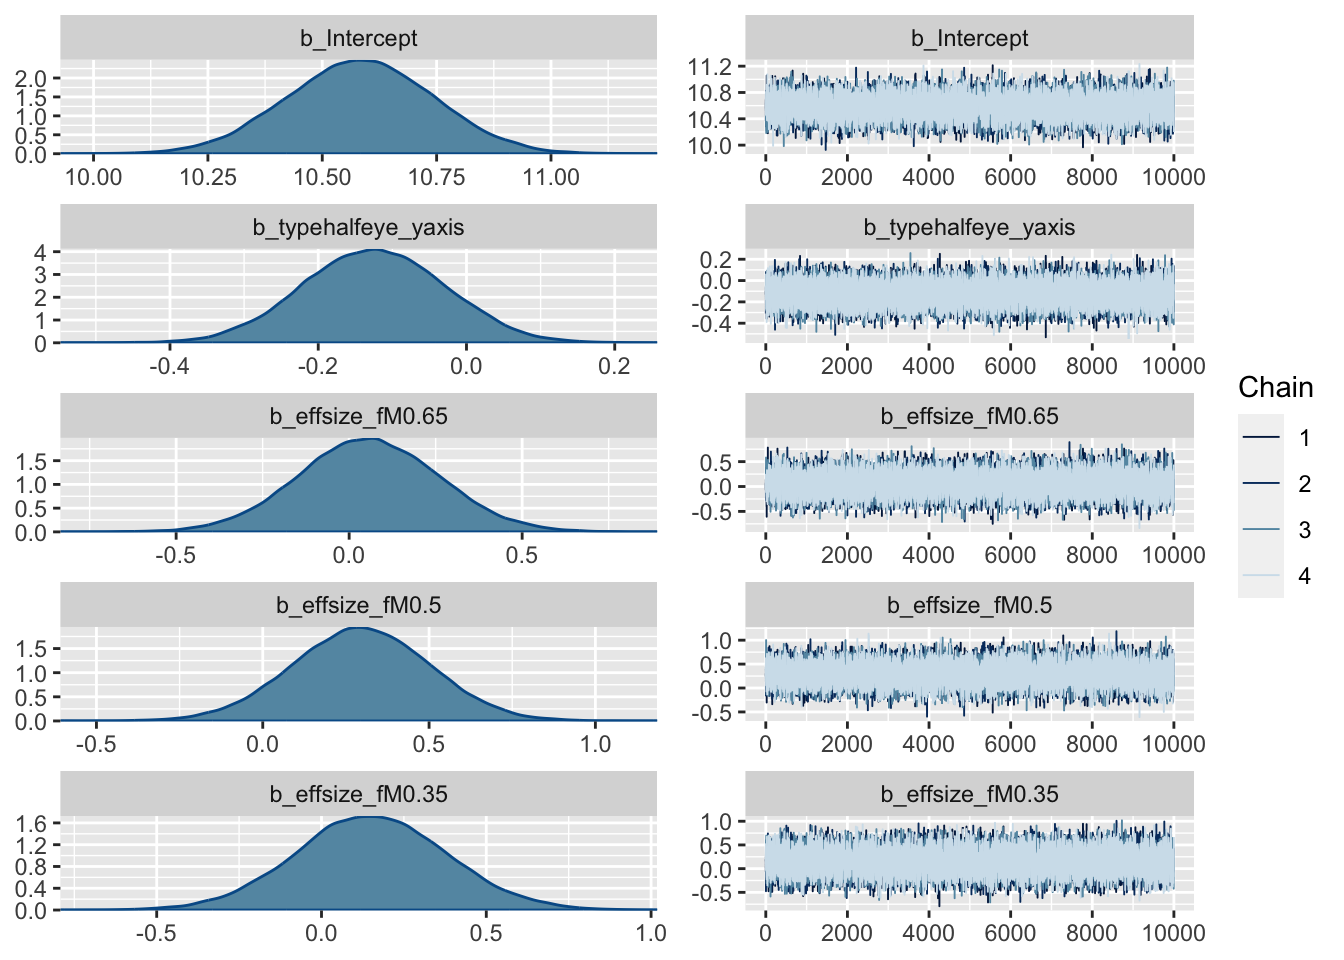 b_Intercept
2.0
1.5
1.0
0.5
0.0
10.00 10.25 10.50 10.75 11.00
b_Intercept
11.2
10.8
10.4
10.0
0 2000 4000 6000 8000 10000
b_typehalfeye_yaxis
4
3
2
1
0
-0.4 -0.2 0.0 0.2
b_typehalfeye_yaxis
0.2
0.0
-0.2
-0.4
0 2000 4000 6000 8000 10000
b_effsize_fM0.65
1.5
1.0
0.5
0.0
-0.5 0.0 0.5
b_effsize_fM0.65
0.5
0.0
-0.5
0 2000 4000 6000 8000 10000
b_effsize_fM0.5
1.5
1.0
0.5
0.0
-0.5 0.0 0.5 1.0
b_effsize_fM0.5
1.0
0.5
0.0
-0.5
0 2000 4000 6000 8000 10000
b_effsize_fM0.35
1.6
1.2
0.8
0.4
0.0
-0.5 0.0 0.5 1.0
b_effsize_fM0.35
1.0
0.5
0.0
-0.5
0 2000 4000 6000 8000 10000
Chain
1
2
3
4